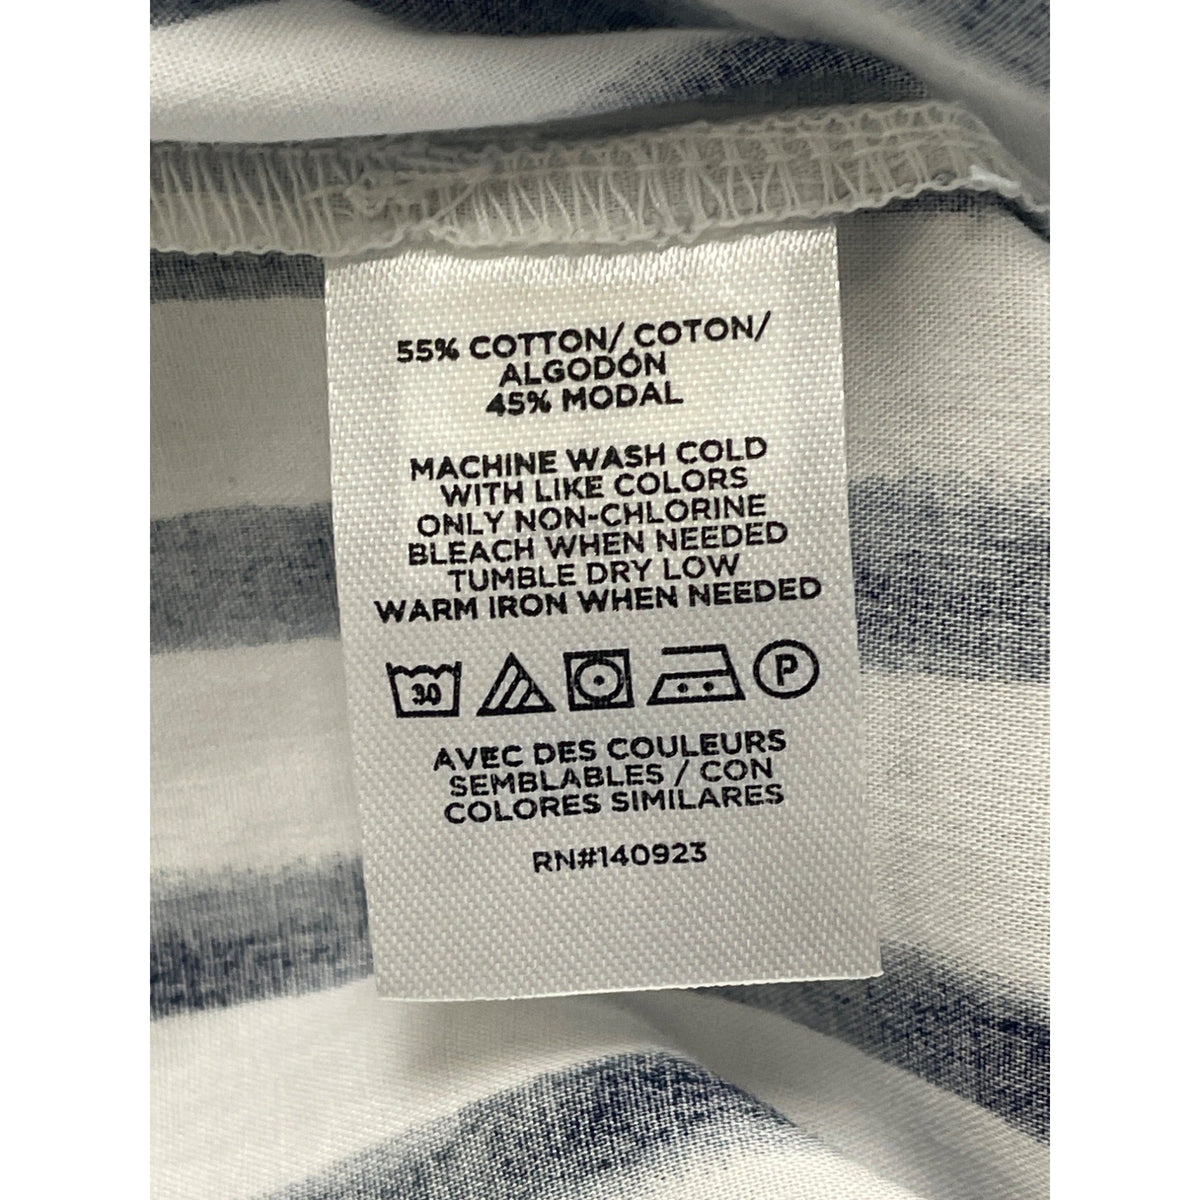 55% COTTON/ COTON/
ALGODÓN
45% MODAL
MACHINE WASH COLD
WITH LIKE COLORS
ONLY NON-CHLORINE
BLEACH WHEN NEEDED
TUMBLE DRY LOW
WARM IRON WHEN NEEDED
30 P
AVEC DES COULEURS
SEMBLABLES / CON
COLORES SIMILARES
RN#140923